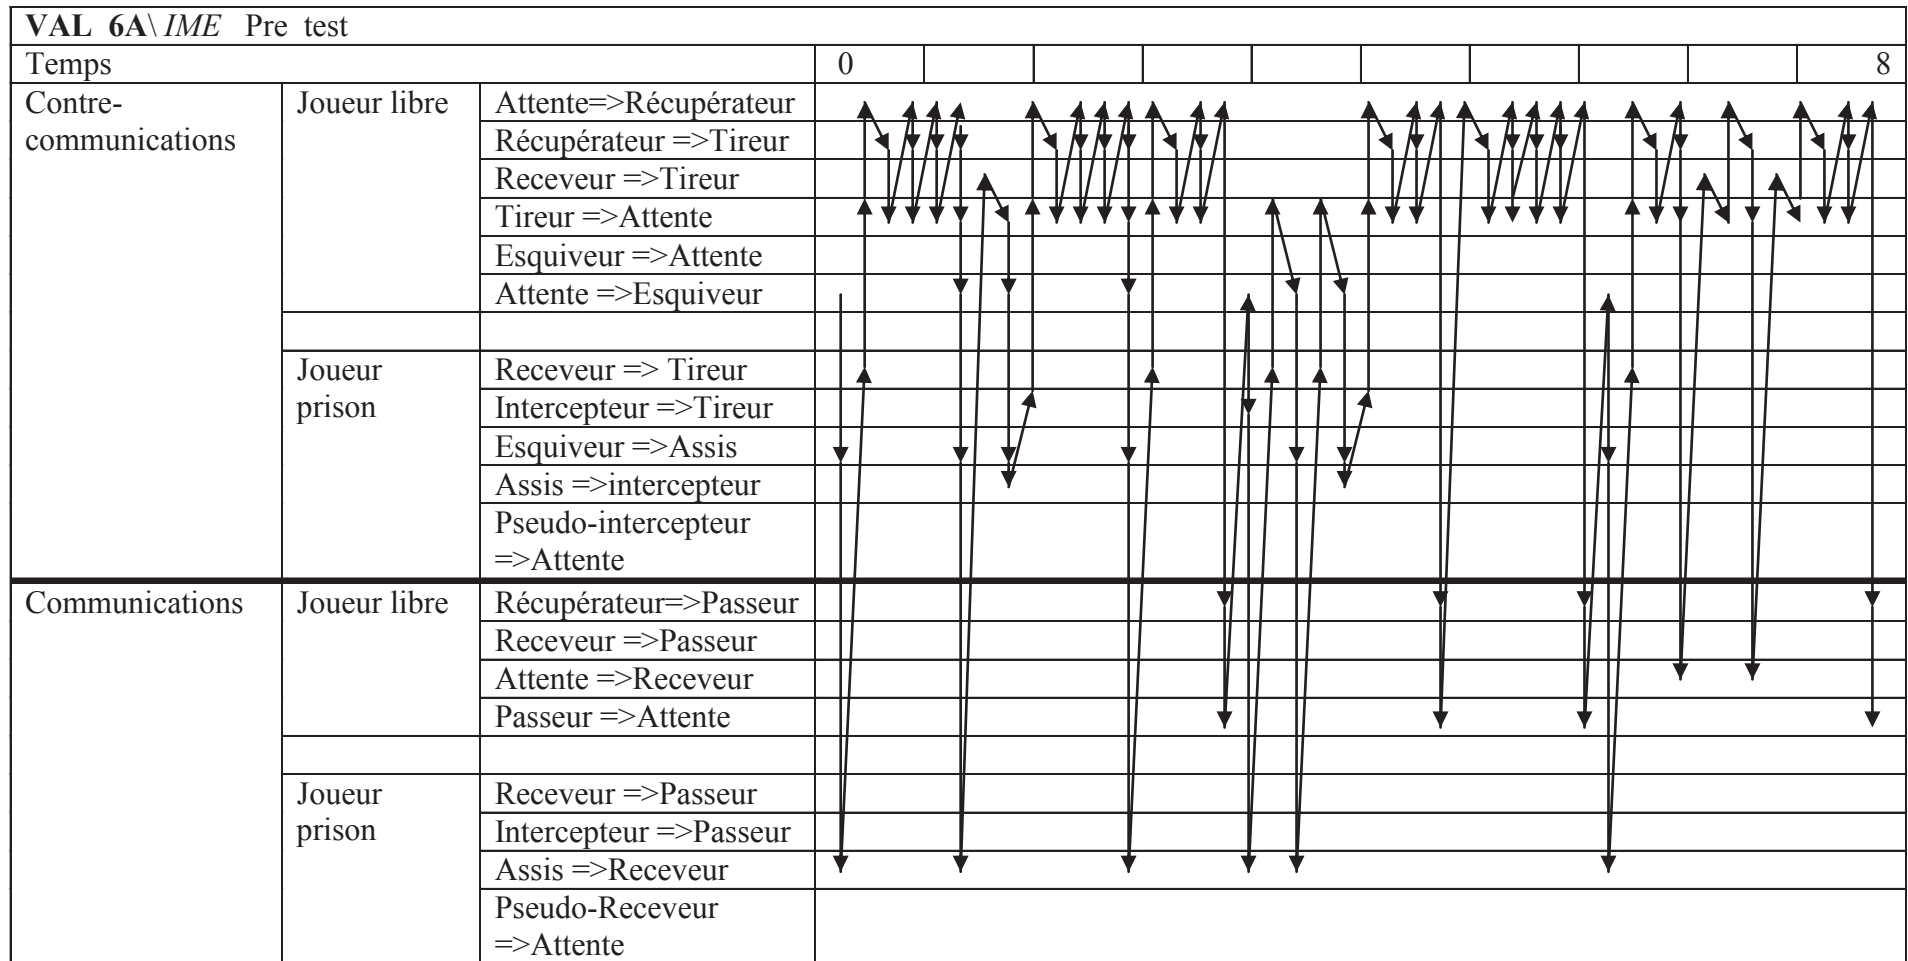 VAL 6A\ IME Pre test
Temps 0 8
Contre- Joueur libre Attente=>Récupérateur
communications Récupérateur =>Tireur
Receveur =>Tireur
Tireur =>Attente
Esquiveur =>Attente
Attente =>Esquiveur
Joueur Receveur => Tireur
prison Intercepteur =>Tireur
Esquiveur =>Assis
Assis =>intercepteur
Pseudo-intercepteur
=>Attente
Communications Joueur libre Récupérateur=>Passeur
Receveur =>Passeur
Attente =>Receveur
Passeur =>Attente
Joueur Receveur =>Passeur
prison Intercepteur =>Passeur
Assis =>Receveur
Pseudo-Receveur
=>Attente